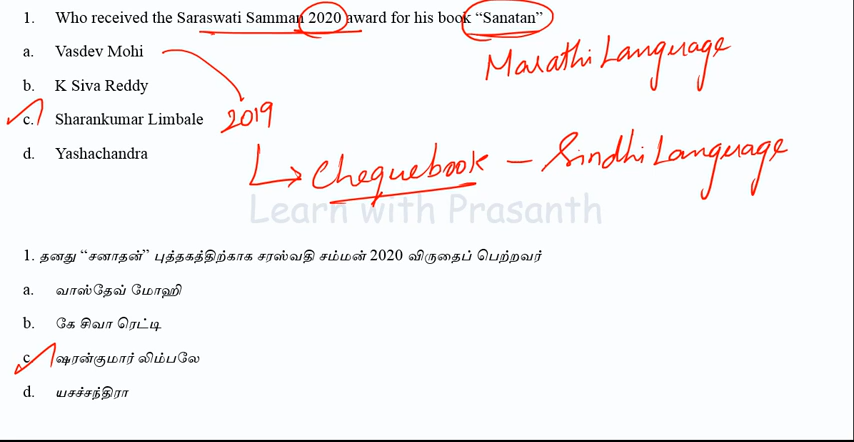 1. Who received the Saraswati Samman 2020 award for his book “Sanatan”
Marathi Language
a. Vasdev Mohi
b. K Siva Reddy
c. Sharankumar Limbale
2019
d. Yashachandra
Chequebook – Sindhi Language
Learn with Prasanth
1. தனது “சனாதன்” புத்தகத்திற்காக சரஸ்வதி சம்மன் 2020 விருதைப் பெற்றவர்
a. வாஸ்தேவ் மோஹி
b. கே சிவா ரெட்டி
c. ஷரன்குமார் லிம்பலே
d. யசச்சந்திரா